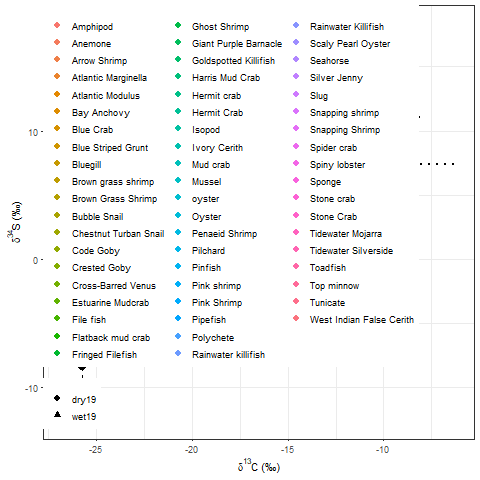 Amphipod
Anemone
Arrow Shrimp
Atlantic Marginella
Atlantic Modulus
Bay Anchovy
Blue Crab
Blue Striped Grunt
Bluegill
Brown grass shrimp
Brown Grass Shrimp
Bubble Snail
Chestnut Turban Snail
Code Goby
Crested Goby
Cross-Barred Venus
Estuarine Mudcrab
File fish
Flatback mud crab
Fringed Filefish
Ghost Shrimp
Giant Purple Barnacle
Goldspotted Killifish
Harris Mud Crab
Hermit crab
Hermit Crab
Isopod
Ivory Cerith
Mud crab
Mussel
oyster
Oyster
Penaeid Shrimp
Pilchard
Pinfish
Pink shrimp
Pink Shrimp
Pipefish
Polychete
Rainwater killifish
Rainwater Killifish
Scaly Pearl Oyster
Seahorse
Silver Jenny
Slug
Snapping shrimp
Snapping Shrimp
Spider crab
Spiny lobster
Sponge
Stone crab
Stone Crab
Tidewater Mojarra
Tidewater Silverside
Toadfish
Top minnow
Tunicate
West Indian False Cerith
dry19
wet19
10
0
-10
δ³⁴S (‰)
-25
-20
-15
-10
δ¹³C (‰)